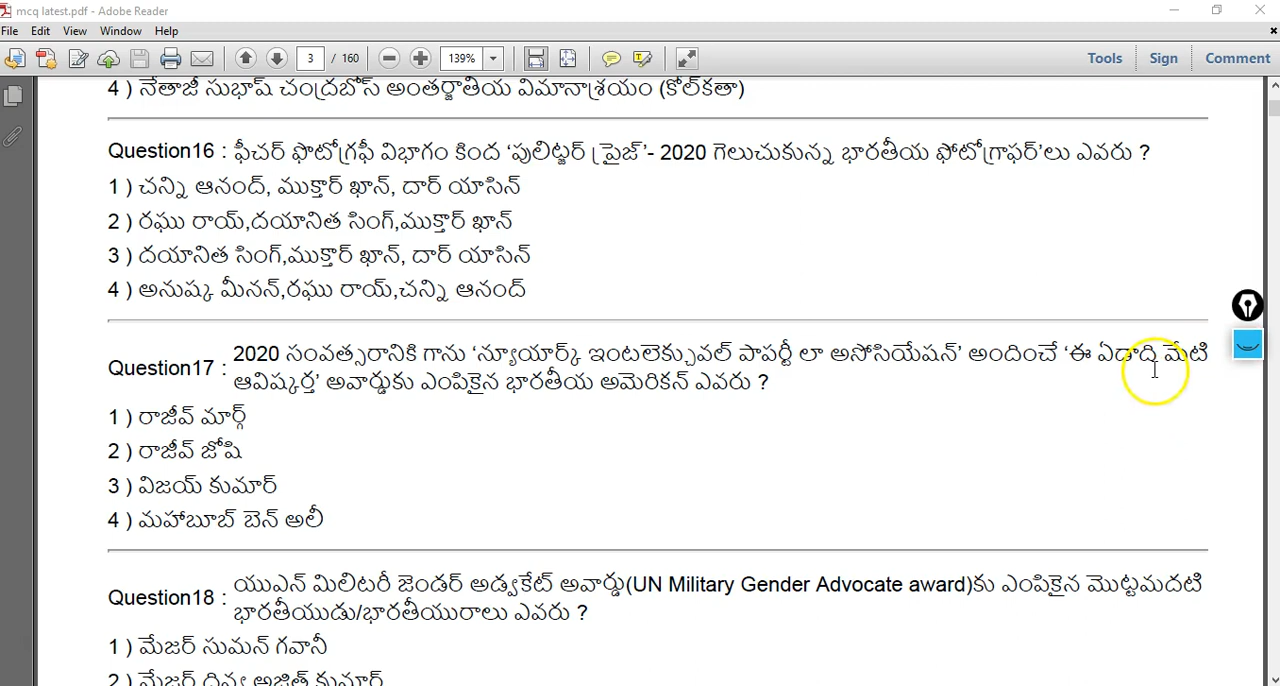 mcq latest.pdf - Adobe Reader
File Edit View Window Help
3 / 160 139% Tools Sign Comment
4 ) నేతాజీ సుభాష్ చంద్రబోస్ అంతర్జాతీయ విమానాశ్రయం (కోల్‌కతా)
Question16 : ఫీచర్ ఫొటోగ్రఫీ విభాగం కింద ‘పులిట్జర్ ప్రైజ్’- 2020 గెలుచుకున్న భారతీయ ఫోటోగ్రాఫర్’లు ఎవరు ?
1 ) చన్ని ఆనంద్, ముక్తార్ ఖాన్, దార్ యాసిన్
2 ) రఘు రాయ్,దయానిత సింగ్,ముక్తార్ ఖాన్
3 ) దయానిత సింగ్,ముక్తార్ ఖాన్, దార్ యాసిన్
4 ) అనుష్క మీనన్,రఘు రాయ్,చన్ని ఆనంద్
Question17 : 2020 సంవత్సరానికి గాను ‘న్యూయార్క్ ఇంటలెక్చువల్ పాపర్టీ లా అసోసియేషన్’ అందించే ‘ఈ ఏడాది మేటి
ఆవిష్కర్త’ అవార్డుకు ఎంపికైన భారతీయ అమెరికన్ ఎవరు ?
1 ) రాజీవ్ మార్గ్
2 ) రాజీవ్ జోషి
3 ) విజయ్ కుమార్
4 ) మహబూబ్ బెన్ అలీ
Question18 : యుఎన్ మిలిటరీ జెండర్ అడ్వకేట్ అవార్డు(UN Military Gender Advocate award)కు ఎంపికైన మొట్టమదటి
భారతీయుడు/భారతీయురాలు ఎవరు ?
1 ) మేజర్ సుమన్ గవానీ
2 ) మేజర్ దివ్య అజిత్ కుమార్